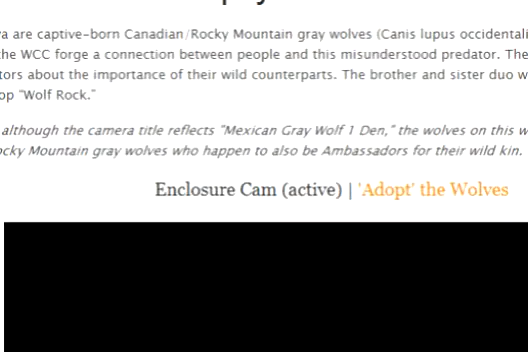 a are captive-born Canadian/Rocky Mountain gray wolves (Canis lupus occidentali
the WCC forge a connection between people and this misunderstood predator. The
tors about the importance of their wild counterparts. The brother and sister duo w
op "Wolf Rock."
although the camera title reflects "Mexican Gray Wolf 1 Den," the wolves on this w
ocky Mountain gray wolves who happen to also be Ambassadors for their wild kin.
Enclosure Cam (active) | 'Adopt' the Wolves